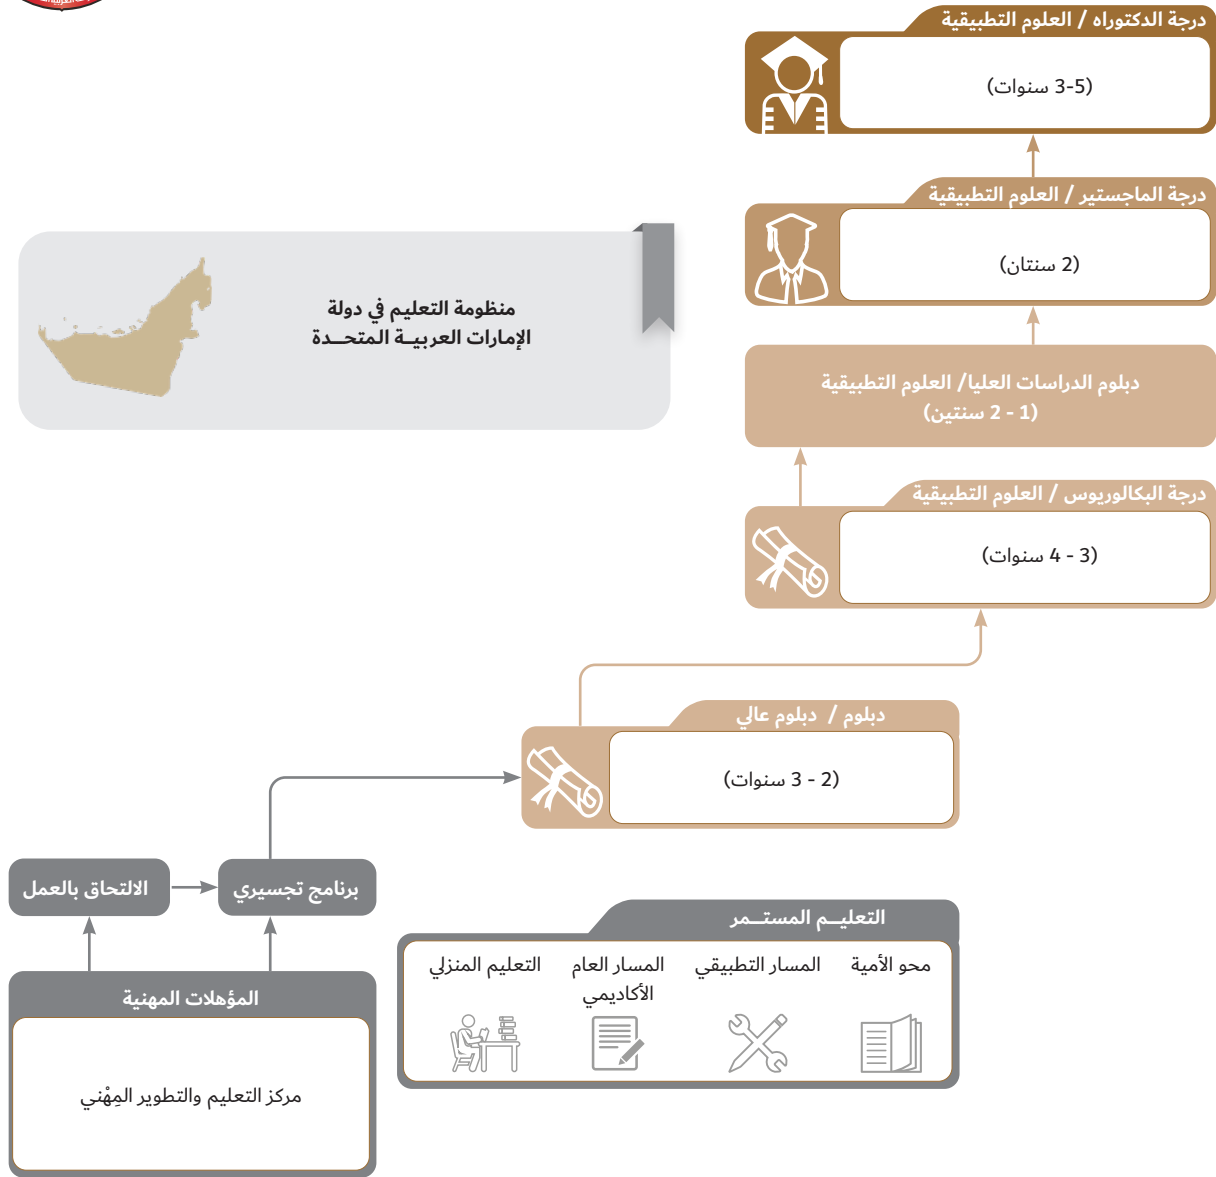 درجة الدكتوراه / العلوم التطبيقية
(3-5 سنوات)
درجة الماجستير / العلوم التطبيقية
(2 سنتان)
منظومة التعليم في دولة
الإمارات العربيــة المتحــدة
دبلوم الدراسات العليا/ العلوم التطبيقية
(1 - 2 سنتين)
درجة البكالوريوس / العلوم التطبيقية
(3 - 4 سنوات)
دبلوم / دبلوم عالي
(2 - 3 سنوات)
برنامج تجسيري
الالتحاق بالعمل
التعليــم المستــمر
محو الأمية
المسار التطبيقي
المسار العام
الأكاديمي
التعليم المنزلي
المؤهلات المهنية
مركز التعليم والتطوير المِهْني